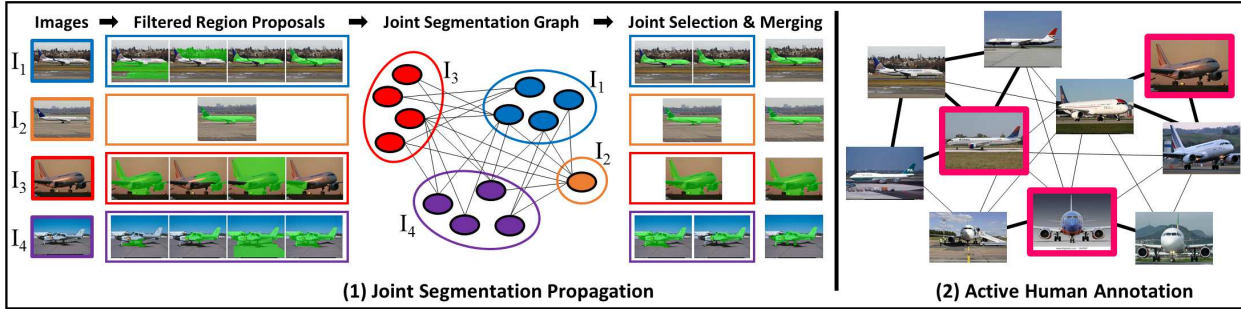 Images → Filtered Region Proposals → Joint Segmentation Graph → Joint Selection & Merging
I1
I2
I3
I4
I3
I1
I2
I4
(1) Joint Segmentation Propagation
(2) Active Human Annotation